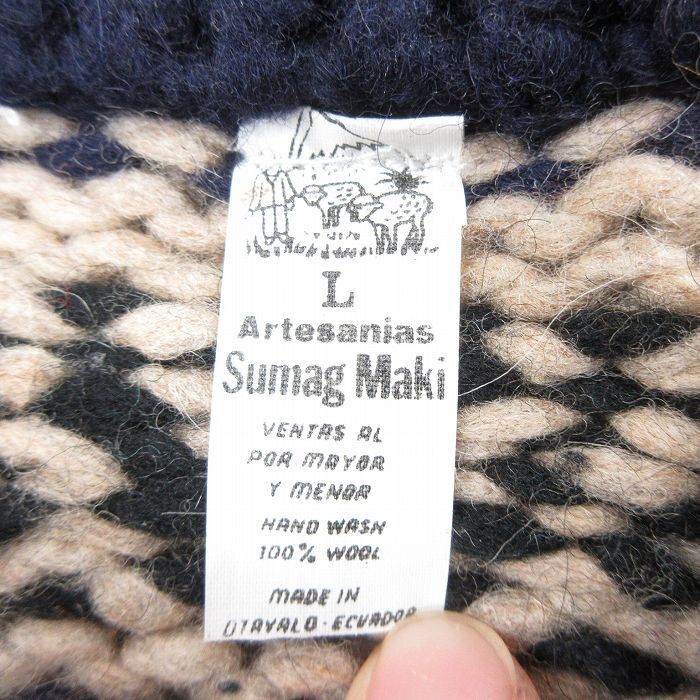 L
Artesanias
Sumag Maki
VENTAS AL
POR MAYOR
Y MENOR
HAND WASH
100% WOOL
MADE IN
OTAVALO - ECUADOR